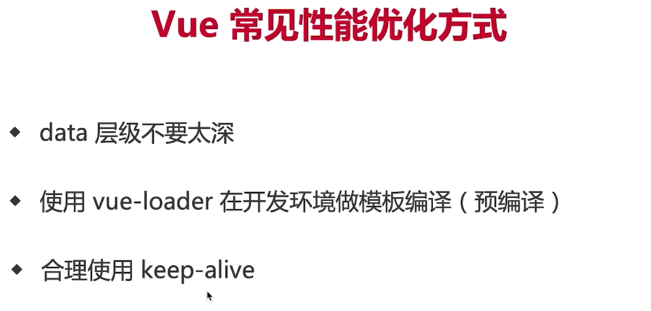 Vue 常见性能优化方式
◆ data 层级不要太深
◆ 使用 vue-loader 在开发环境做模板编译（预编译）
◆ 合理使用 keep-alive